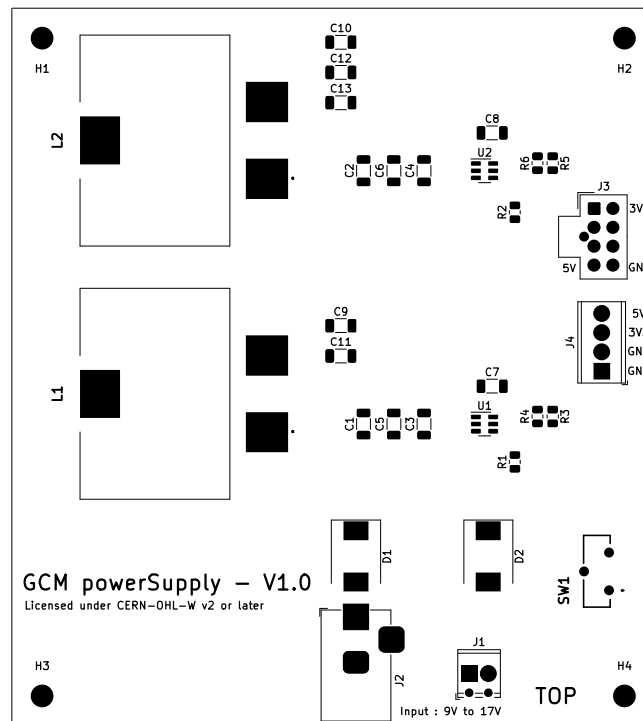 C10
H1
H2
C12
C13
L2
C8
U2
C2
C6
C4
R6
R5
J3
R2
3V
5V
GN
C9
C11
5V
3V
GN
GN
J4
L1
C7
U1
C1
C5
C3
R4
R3
R1
D1
D2
SW1
GCM powerSupply - V1.0
Licensed under CERN-OHL-W v2 or later
J1
J2
H3
H4
TOP
Input : 9V to 17V